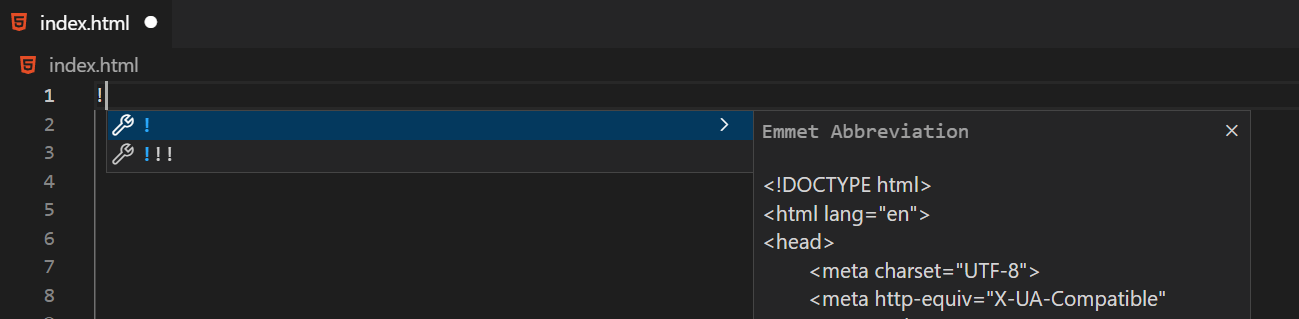 index.html
index.html
1 !
2 !
3 !!!
4
5
6
7
8
Emmet Abbreviation
<!DOCTYPE html>
<html lang="en">
<head>
<meta charset="UTF-8">
<meta http-equiv="X-UA-Compatible"